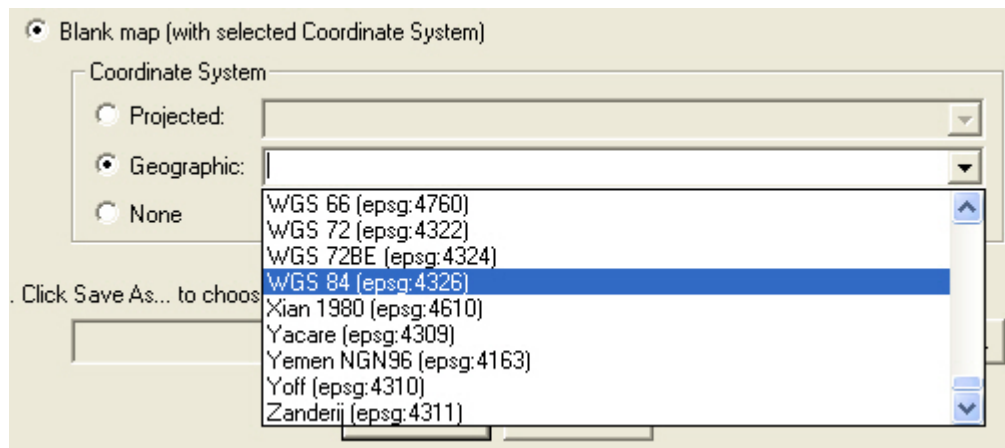 Blank map (with selected Coordinate System)
Coordinate System
Projected:
Geographic:
None
WGS 66 (epsg:4760)
WGS 72 (epsg:4322)
WGS 72BE (epsg:4324)
WGS 84 (epsg:4326)
Xian 1980 (epsg:4610)
Yacare (epsg:4309)
Yemen NGN96 (epsg:4163)
Yoff (epsg:4310)
Zanderij (epsg:4311)
. Click Save As... to choos